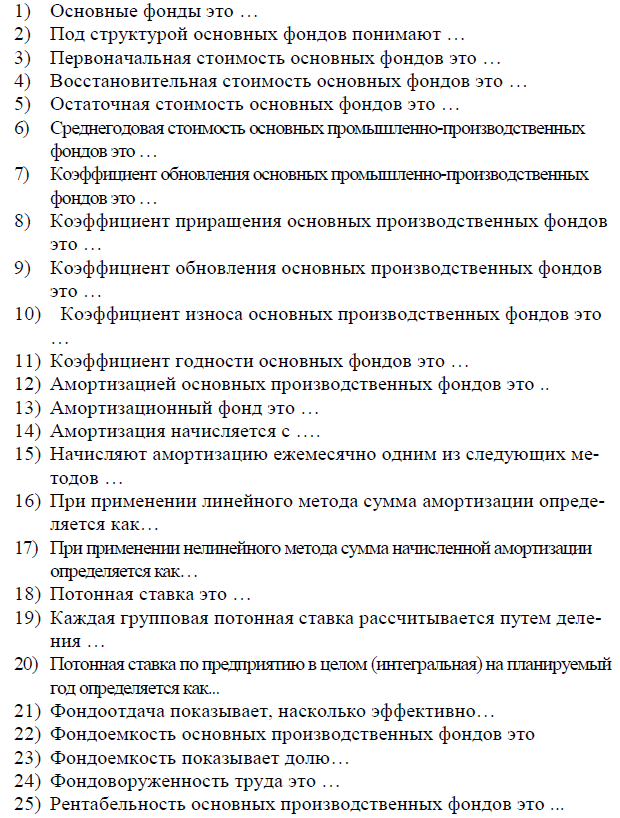 1) Основные фонды это …
2) Под структурой основных фондов понимают …
3) Первоначальная стоимость основных фондов это …
4) Восстановительная стоимость основных фондов это …
5) Остаточная стоимость основных фондов это …
6) Среднегодовая стоимость основных промышленно-производственных
фондов это …
7) Коэффициент обновления основных промышленно-производственных
фондов это …
8) Коэффициент приращения основных производственных фондов
это …
9) Коэффициент обновления основных производственных фондов
это …
10) Коэффициент износа основных производственных фондов это
…
11) Коэффициент годности основных фондов это …
12) Амортизацией основных производственных фондов это ..
13) Амортизационный фонд это …
14) Амортизация начисляется с ….
15) Начисляют амортизацию ежемесячно одним из следующих ме-
тодов …
16) При применении линейного метода сумма амортизации опреде-
ляется как…
17) При применении нелинейного метода сумма начисленной амортизации
определяется как…
18) Потонная ставка это …
19) Каждая групповая потонная ставка рассчитывается путем деле-
ния …
20) Потонная ставка по предприятию в целом (интегральная) на планируемый
год определяется как...
21) Фондоотдача показывает, насколько эффективно…
22) Фондоемкость основных производственных фондов это
23) Фондоемкость показывает долю…
24) Фондовооруженность труда это …
25) Рентабельность основных производственных фондов это ...